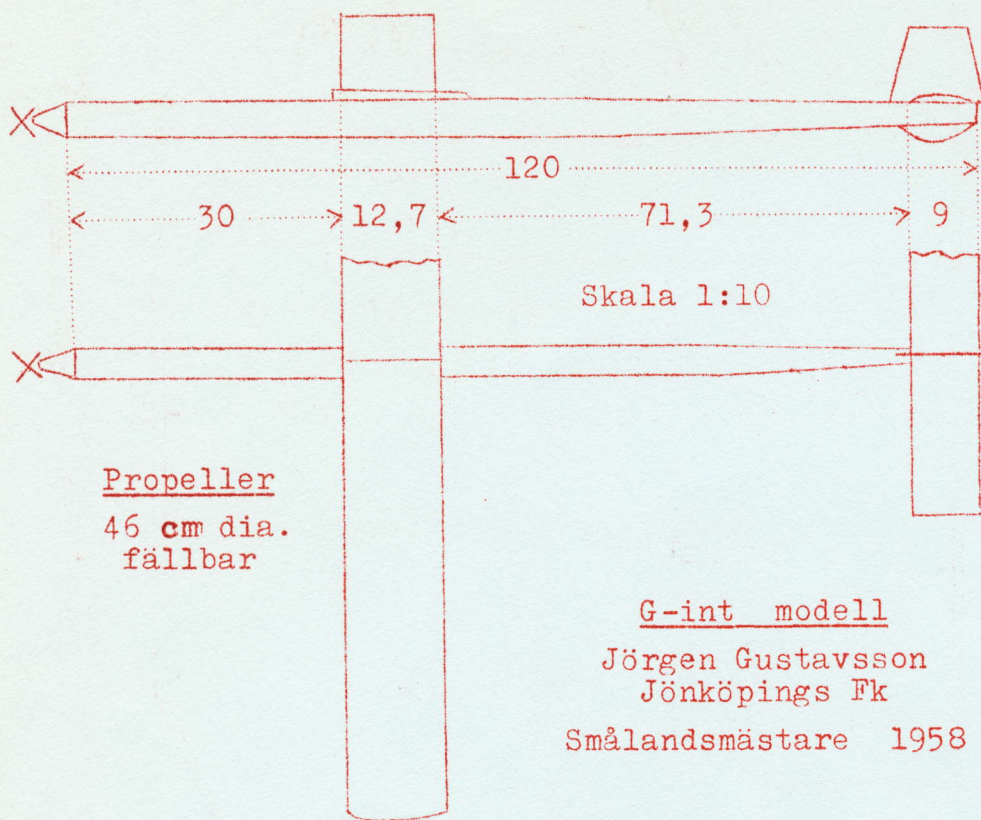 120
30 12,7 71,3 9
Skala 1:10
Propeller
46 cm dia.
fällbar
G-int modell
Jörgen Gustavsson
Jönköpings Fk
Smålandsmästare 1958